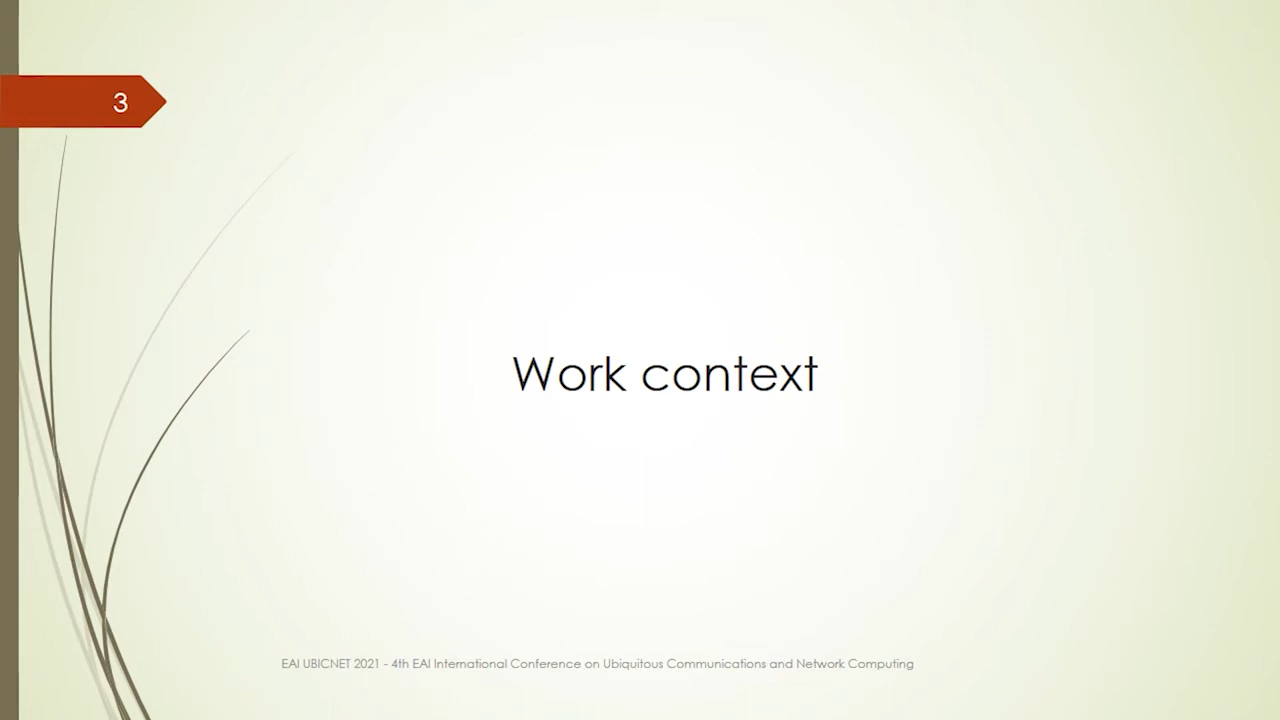 3
Work context
EAI UBICNET 2021 - 4th EAI International Conference on Ubiquitous Communications and Network Computing